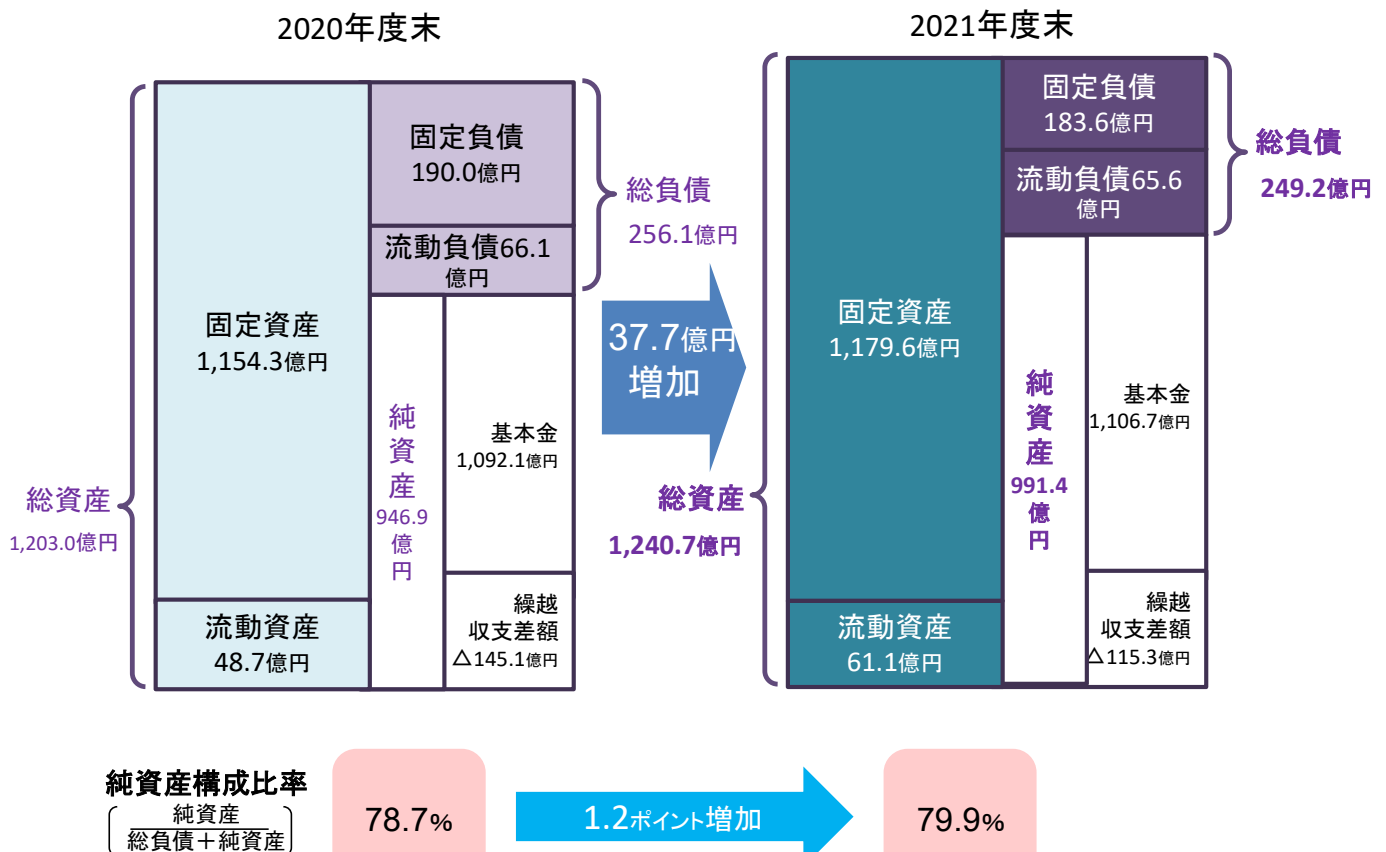 2020年度末
固定負債
190.0億円
流動負債66.1
億円
総負債
256.1億円
固定資産
1,154.3億円
純
資
産
946.9
億
円
基本金
1,092.1億円
総資産
1,203.0億円
流動資産
48.7億円
繰越
収支差額
△145.1億円
37.7億円
増加
2021年度末
固定負債
183.6億円
流動負債65.6
億円
総負債
249.2億円
固定資産
1,179.6億円
純
資
産
991.4
億
円
基本金
1,106.7億円
総資産
1,240.7億円
流動資産
61.1億円
繰越
収支差額
△115.3億円
純資産構成比率
純資産
総負債＋純資産
78.7%
1.2ポイント増加
79.9%